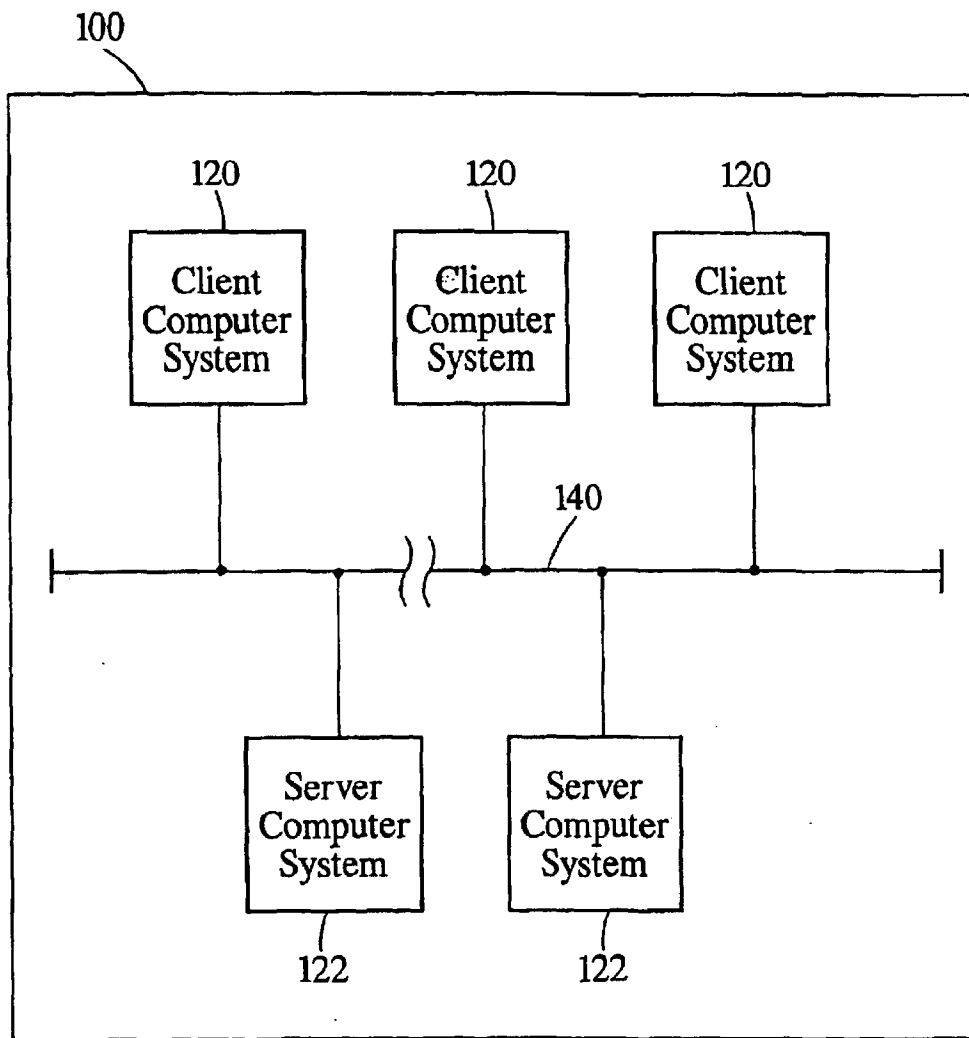 100
120
120
120
Client
Computer
System
Client
Computer
System
Client
Computer
System
140
Server
Computer
System
Server
Computer
System
122
122